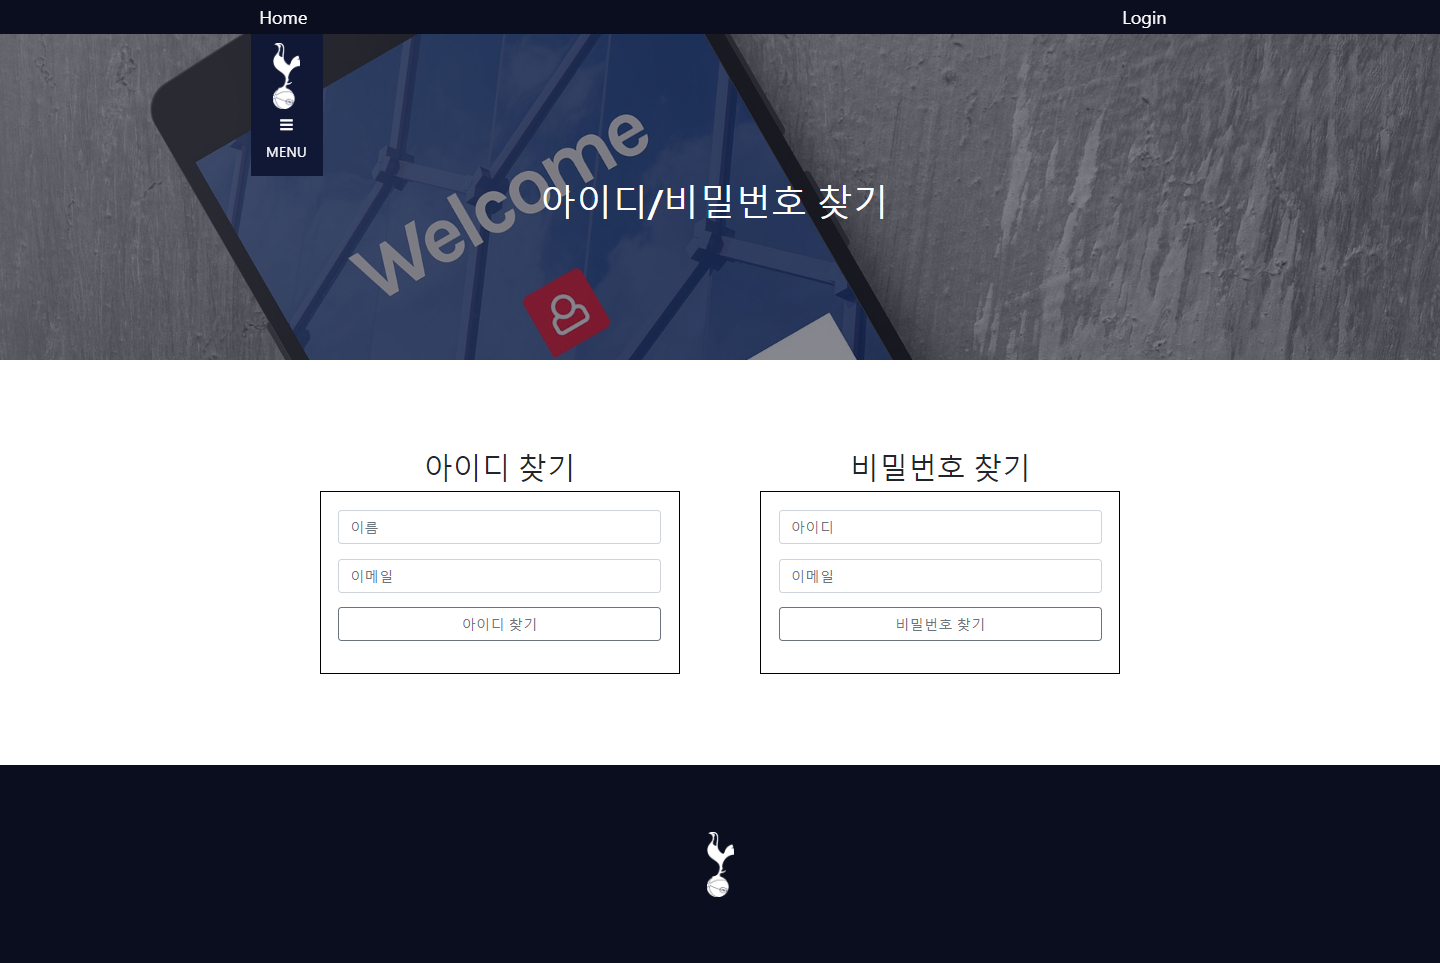 Home
Login
MENU
Welcome
아이디/비밀번호 찾기
아이디 찾기
이름
이메일
아이디 찾기
비밀번호 찾기
아이디
이메일
비밀번호 찾기